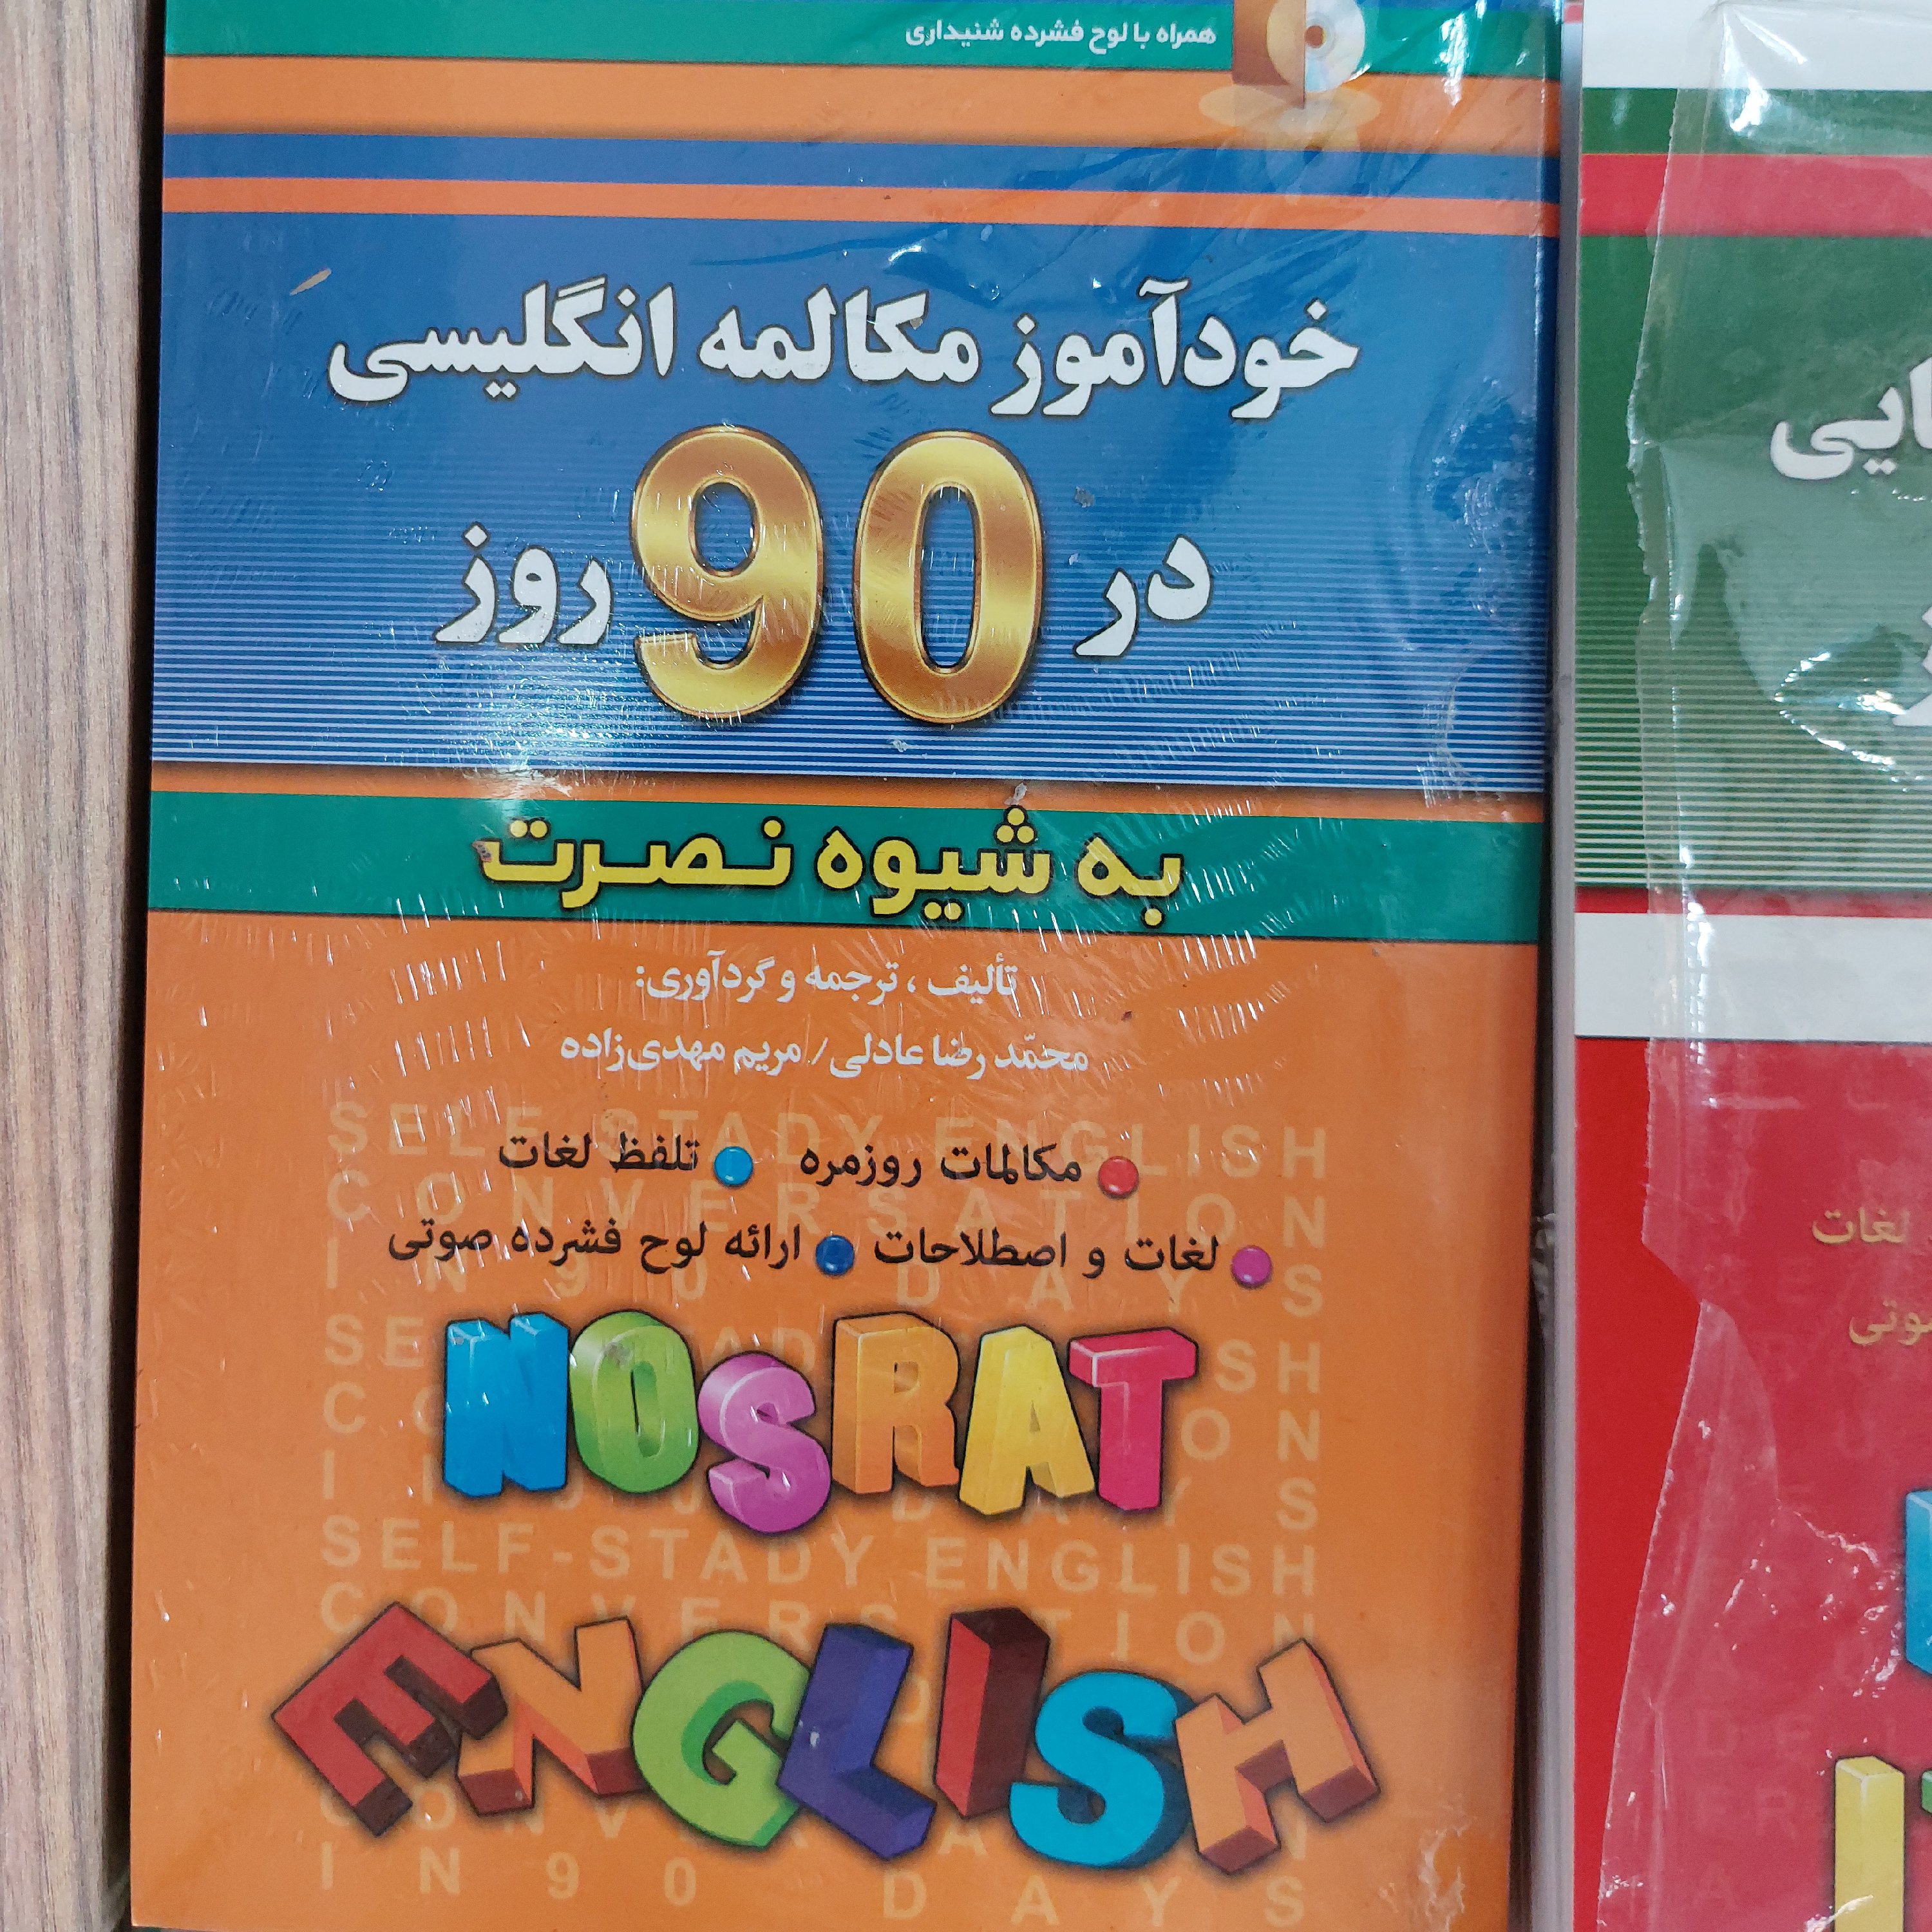 همراه با لوح فشرده شنیداری
خودآموز مکالمه انگلیسی
در 90 روز
به شیوه نصرت
تألیف ، ترجمه و گردآوری:
محمّد رضا عادلی / مریم مهدی‌زاده
SELF-STADY ENGLISH
مکالمات روزمره تلفظ لغات
CONVERSATION
لغات و اصطلاحات ارائه لوح فشرده صوتی
IN 90 DAYS
NOSRAT
SELF-STADY ENGLISH
CONVERSATION
ENGLISH
IN 90 DAYS
لغات